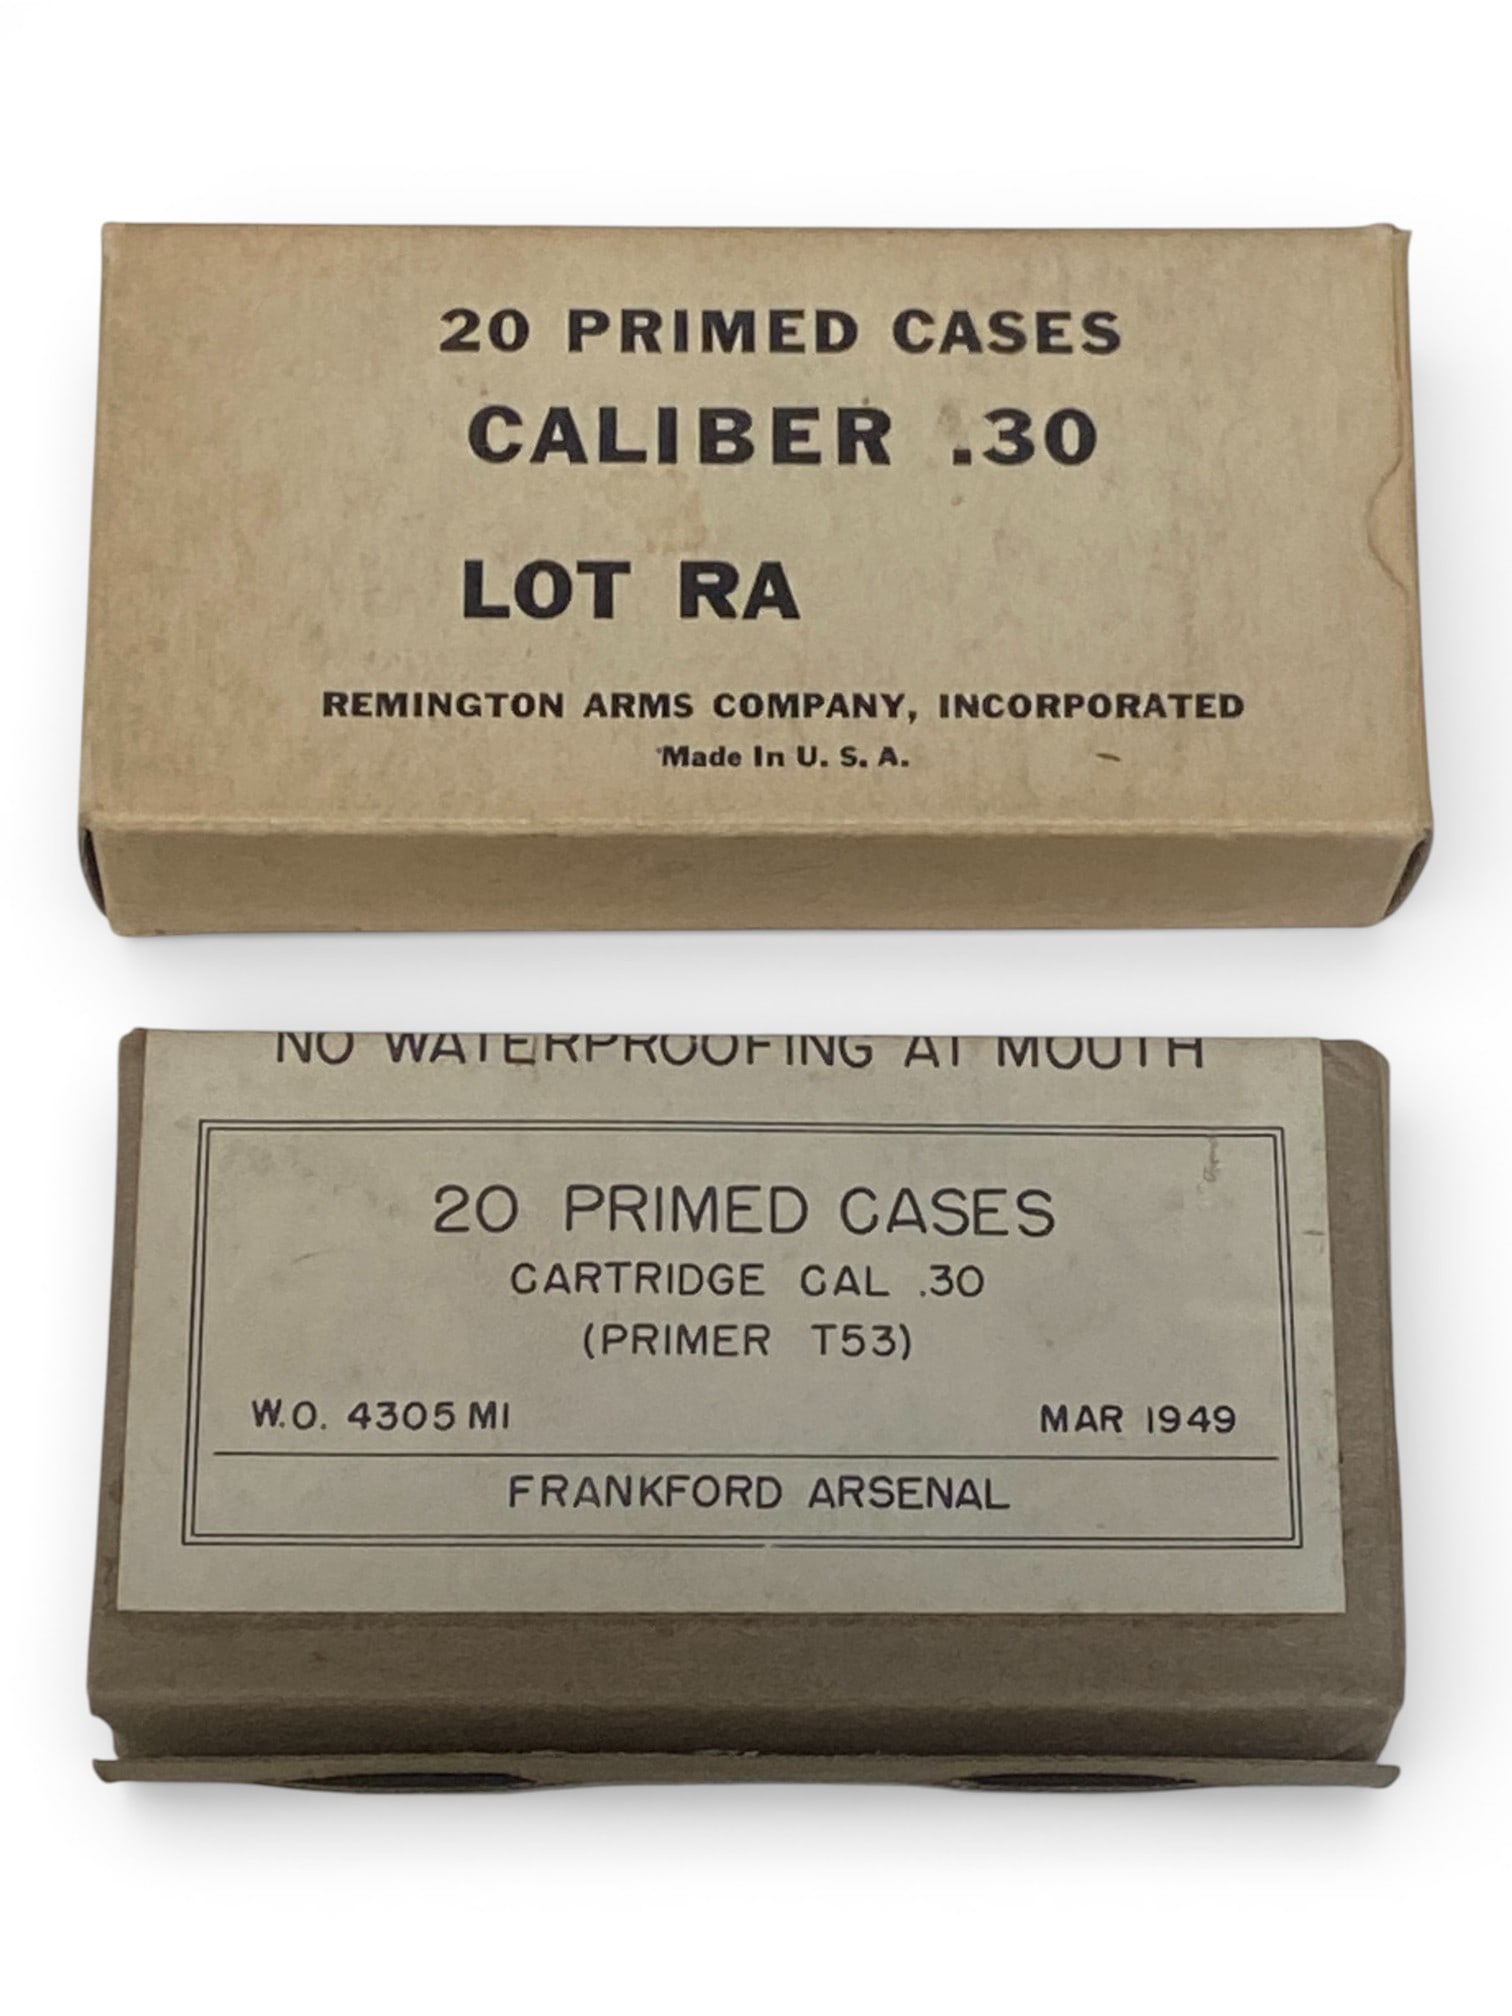 20 PRIMED CASES
CALIBER .30
LOT RA
REMINGTON ARMS COMPANY, INCORPORATED
Made In U. S. A.
NO WATERPROOFING AT MOUTH
20 PRIMED CASES
CARTRIDGE CAL .30
(PRIMER T53)
W.O. 4305 M1 MAR 1949
FRANKFORD ARSENAL